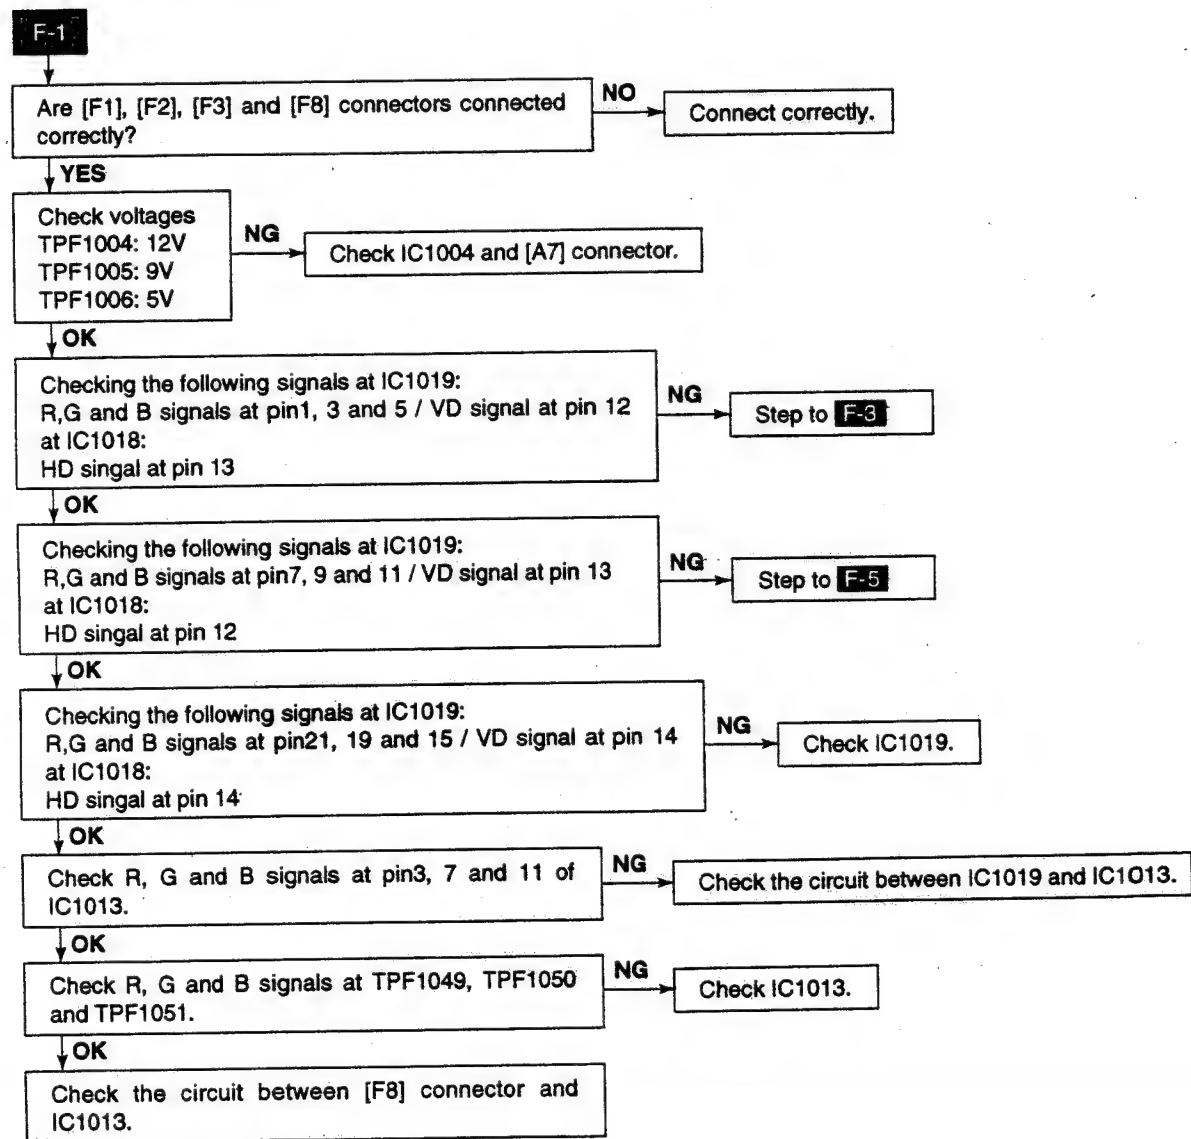 F-1
Are [F1], [F2], [F3] and [F8] connectors connected
correctly?
NO
Connect correctly.
YES
Check voltages
TPF1004: 12V
TPF1005: 9V
TPF1006: 5V
NG
Check IC1004 and [A7] connector.
OK
Checking the following signals at IC1019:
R,G and B signals at pin1, 3 and 5 / VD signal at pin 12
at IC1018:
HD singal at pin 13
NG
Step to F-3
OK
Checking the following signals at IC1019:
R,G and B signals at pin7, 9 and 11 / VD signal at pin 13
at IC1018:
HD singal at pin 12
NG
Step to F-5
OK
Checking the following signals at IC1019:
R,G and B signals at pin21, 19 and 15 / VD signal at pin 14
at IC1018:
HD singal at pin 14
NG
Check IC1019.
OK
Check R, G and B signals at pin3, 7 and 11 of
IC1013.
NG
Check the circuit between IC1019 and IC1013.
OK
Check R, G and B signals at TPF1049, TPF1050
and TPF1051.
NG
Check IC1013.
OK
Check the circuit between [F8] connector and
IC1013.